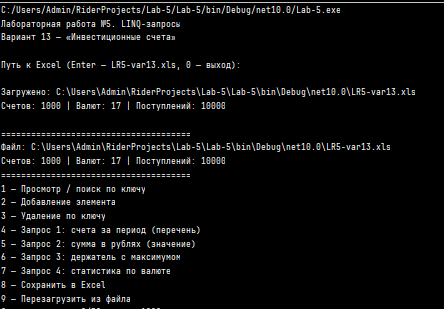 C:/Users/Admin/RiderProjects/Lab-5/Lab-5/bin/Debug/net10.0/Lab-5.exe
Лабораторная работа №5. LINQ-запросы
Вариант 13 — «Инвестиционные счета»
Путь к Excel (Enter — LR5-var13.xls, 0 — выход):
Загружено: C:\Users\Admin\RiderProjects\Lab-5\Lab-5\bin\Debug\net10.0\LR5-var13.xls
Счетов: 1000 | Валют: 17 | Поступлений: 10000
======================================
Файл: C:\Users\Admin\RiderProjects\Lab-5\Lab-5\bin\Debug\net10.0\LR5-var13.xls
Счетов: 1000 | Валют: 17 | Поступлений: 10000
======================================
1 — Просмотр / поиск по ключу
2 — Добавление элемента
3 — Удаление по ключу
4 — Запрос 1: счета за период (перечень)
5 — Запрос 2: сумма в рублях (значение)
6 — Запрос 3: держатель с максимумом
7 — Запрос 4: статистика по валюте
8 — Сохранить в Excel
9 — Перезагрузить из файла